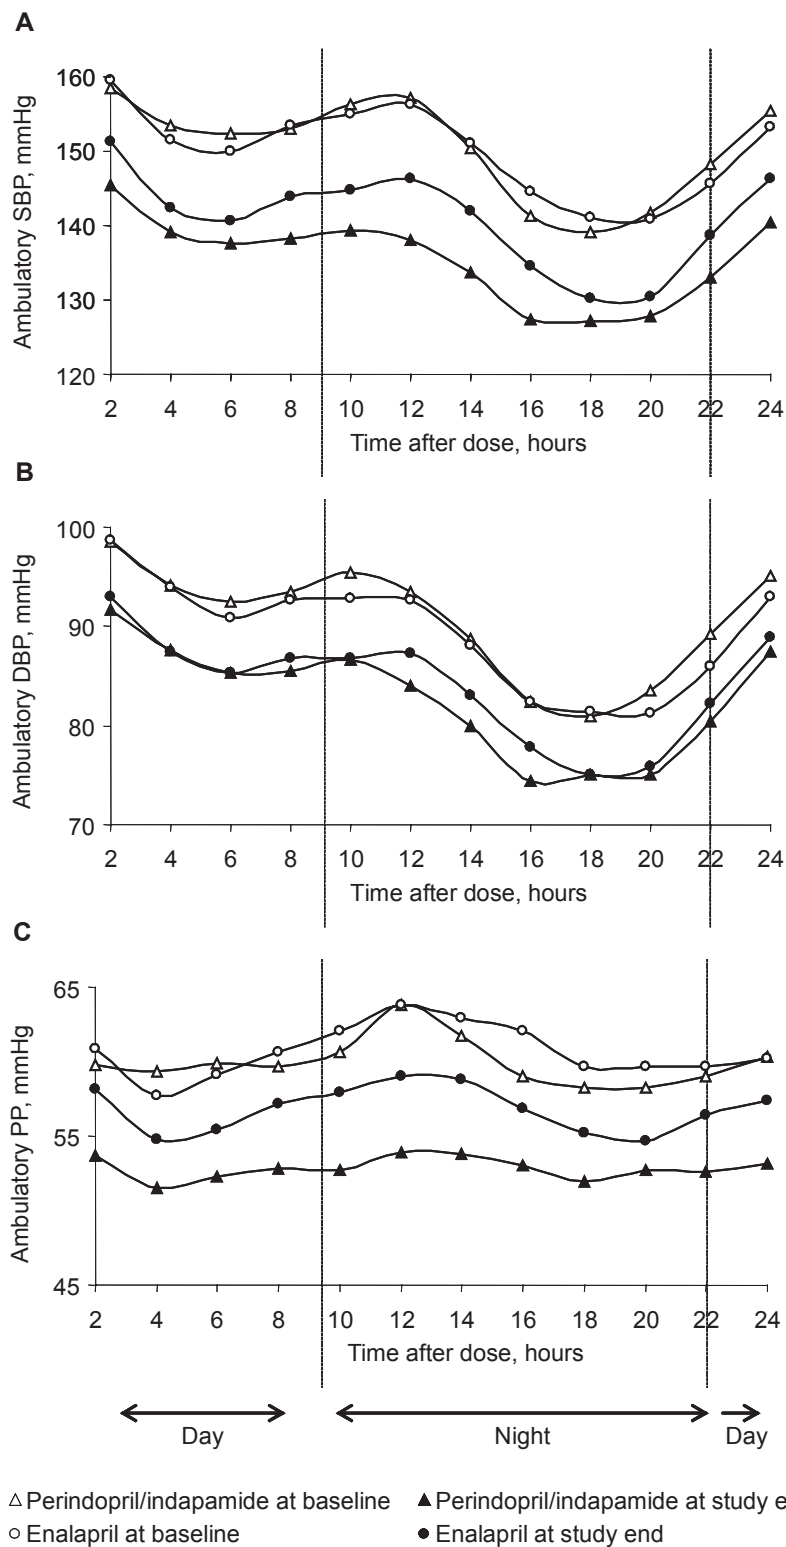 A
Ambulatory SBP, mmHg
160
150
140
130
120
2 4 6 8 10 12 14 16 18 20 22 24
Time after dose, hours
B
Ambulatory DBP, mmHg
100
90
80
70
2 4 6 8 10 12 14 16 18 20 22 24
Time after dose, hours
C
Ambulatory PP, mmHg
65
55
45
2 4 6 8 10 12 14 16 18 20 22 24
Time after dose, hours
Day Night Day
Perindopril/indapamide at baseline Perindopril/indapamide at study e
Enalapril at baseline Enalapril at study end